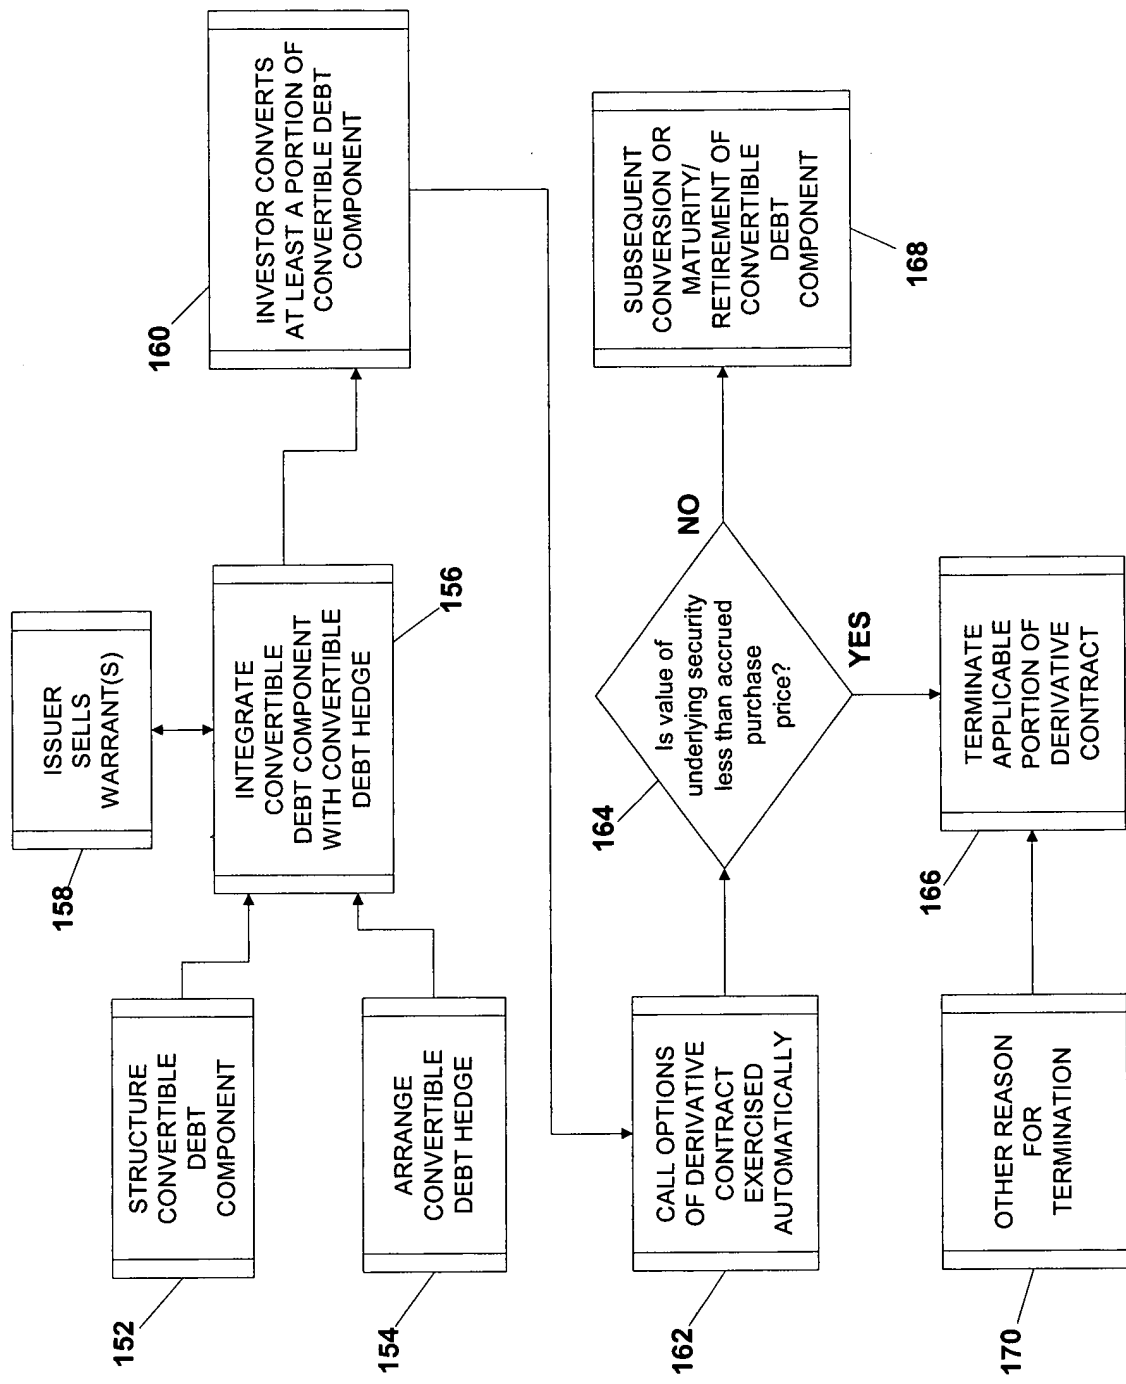 152
STRUCTURE
CONVERTIBLE
DEBT
COMPONENT
154
ARRANGE
CONVERTIBLE
DEBT HEDGE
158
ISSUER
SELLS
WARRANT(S)
156
INTEGRATE
CONVERTIBLE
DEBT COMPONENT
WITH CONVERTIBLE
DEBT HEDGE
160
INVESTOR CONVERTS
AT LEAST A PORTION OF
CONVERTIBLE DEBT
COMPONENT
162
CALL OPTIONS
OF DERIVATIVE
CONTRACT
EXERCISED
AUTOMATICALLY
164
Is value of
underlying security
less than accrued
purchase
price?
NO
YES
168
SUBSEQUENT
CONVERSION OR
MATURITY/
RETIREMENT OF
CONVERTIBLE
DEBT
COMPONENT
166
TERMINATE
APPLICABLE
PORTION OF
DERIVATIVE
CONTRACT
170
OTHER REASON
FOR
TERMINATION